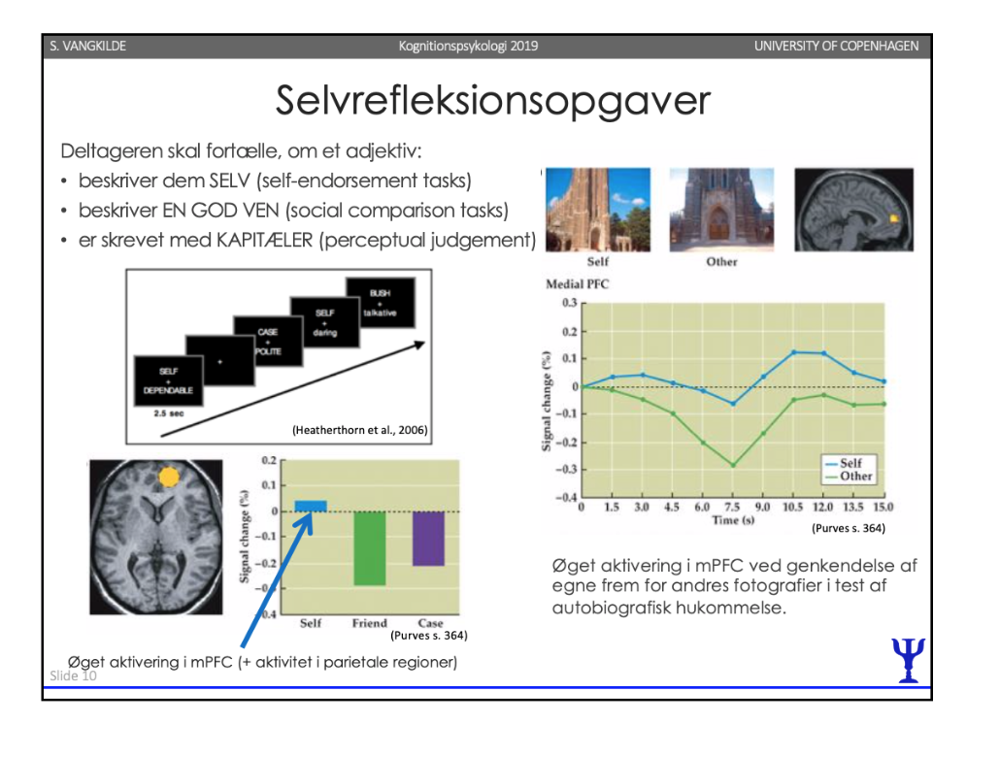 S. VANGKILDE Kognitionspsykologi 2019 UNIVERSITY OF COPENHAGEN
Selvrefleksionsopgaver
Deltageren skal fortælle, om et adjektiv:
• beskriver dem SELV (self-endorsement tasks)
• beskriver EN GOD VEN (social comparison tasks)
• er skrevet med KAPITÆLER (perceptual judgement)
SELF
+
DEPENDABLE
2.5 sec
+
CASE
+
POLITE
SELF
+
daring
BUSH
+
talkative
(Heatherthorn et al., 2006)
Signal change (%)
0.2
0.1
0
−0.1
−0.2
0.4
Self Friend Case
(Purves s. 364)
Øget aktivering i mPFC (+ aktivitet i parietale regioner)
Self Other
Medial PFC
Signal change (%)
0.3
0.2
0.1
0
−0.1
−0.2
−0.3
−0.4
Self
Other
0 1.5 3.0 4.5 6.0 7.5 9.0 10.5 12.0 13.5 15.0
Time (s)
(Purves s. 364)
Øget aktivering i mPFC ved genkendelse af
egne frem for andres fotografier i test af
autobiografisk hukommelse.
Slide 10